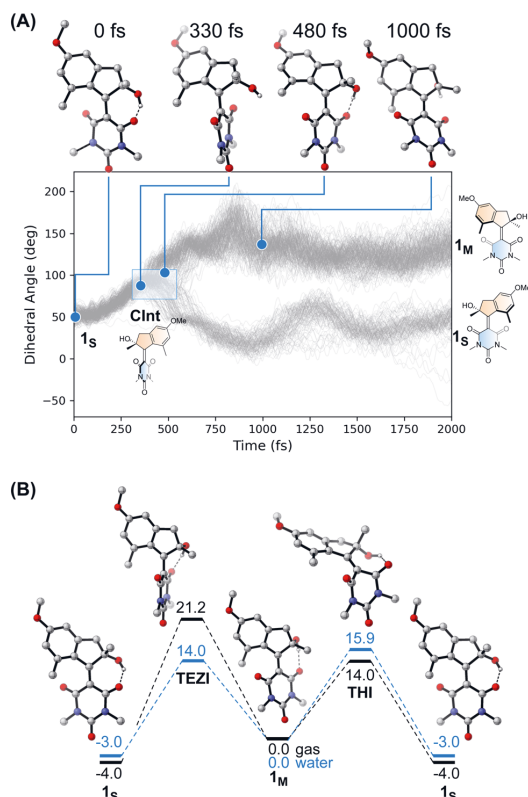 (A)
0 fs 330 fs 480 fs 1000 fs
Dihedral Angle (deg)
200
150
100
50
0
−50
1S
CInt
HO
OMe
O
O
N
N
O
MeO
OH
O
O
N
N
O
1M
OMe
HO
O
O
N
N
O
1S
0 250 500 750 1000 1250 1500 1750 2000
Time (fs)
(B)
21.2
14.0
TEZI
15.9
14.0
THI
-3.0
-4.0
1S
0.0 gas
0.0 water
1M
-3.0
-4.0
1S